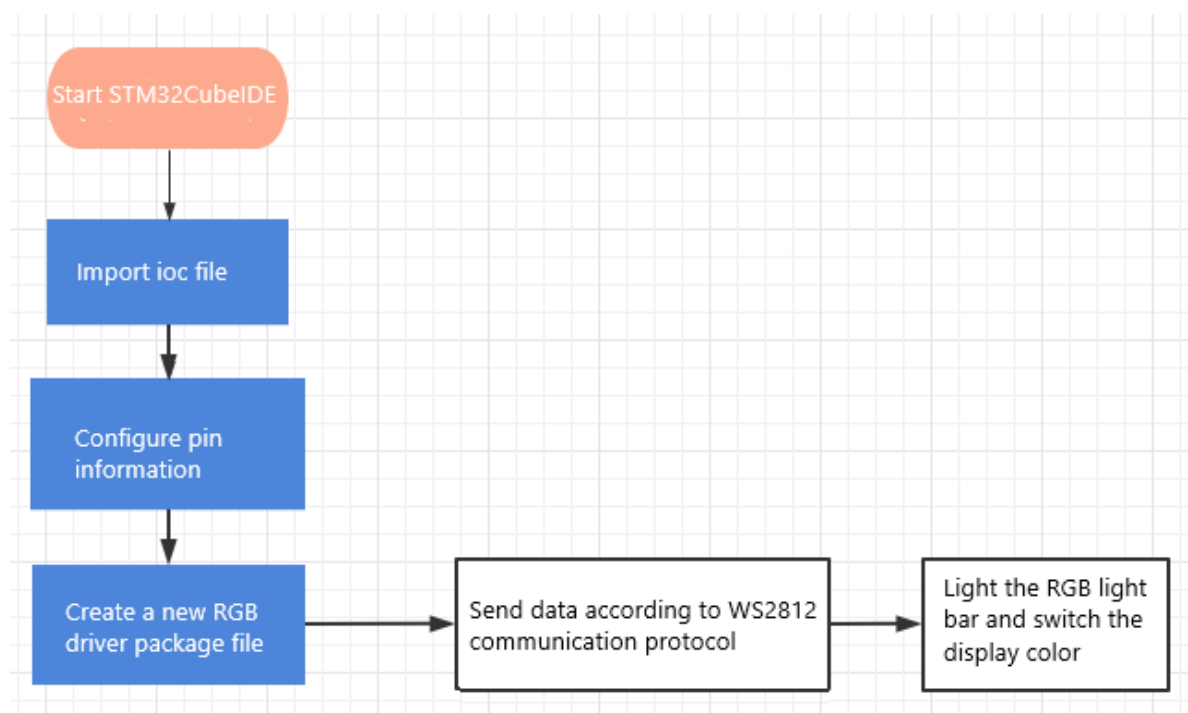 Start STM32CubeIDE
Import ioc file
Configure pin
information
Create a new RGB
driver package file
Send data according to WS2812
communication protocol
Light the RGB light
bar and switch the
display color